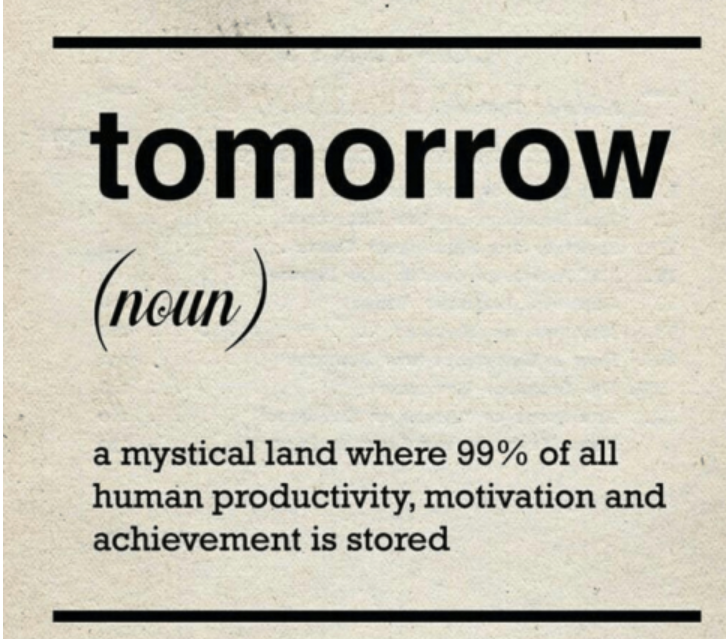 tomorrow
(noun)
a mystical land where 99% of all
human productivity, motivation and
achievement is stored